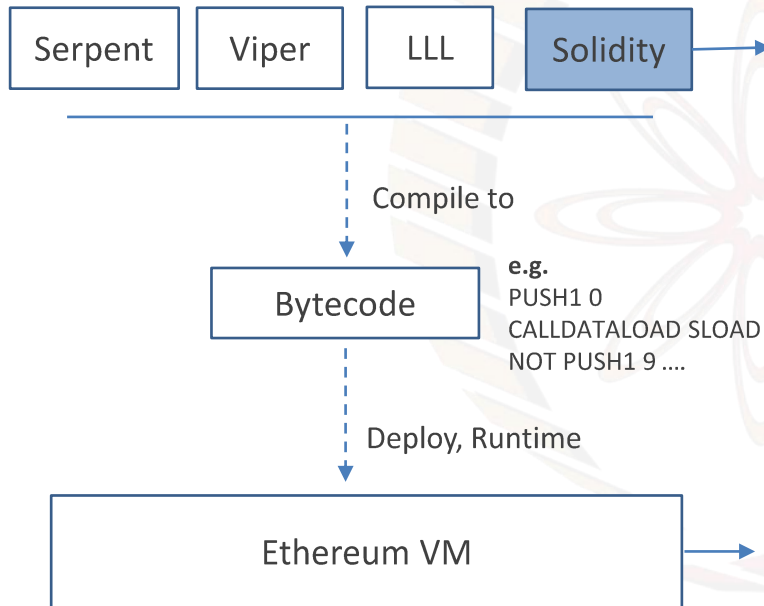 Serpent
Viper
LLL
Solidity
Compile to
Bytecode
e.g.
PUSH1 0
CALLDATALOAD SLOAD
NOT PUSH1 9 ....
Deploy, Runtime
Ethereum VM